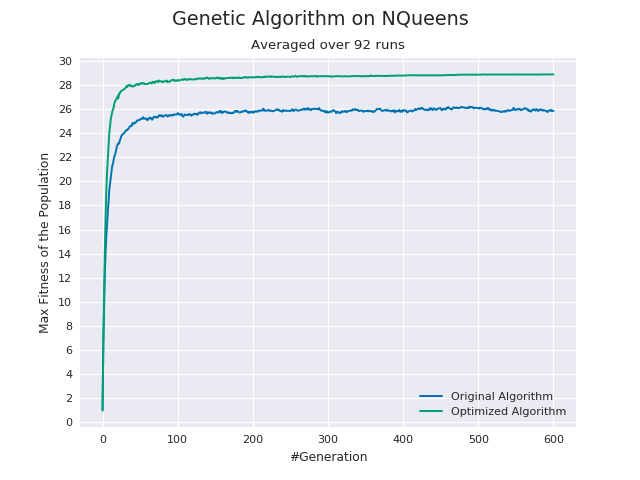 Genetic Algorithm on NQueens
Averaged over 92 runs
30
28
26
24
22
20
18
16
14
12
10
8
6
4
2
0
Max Fitness of the Population
0 100 200 300 400 500 600
#Generation
Original Algorithm
Optimized Algorithm